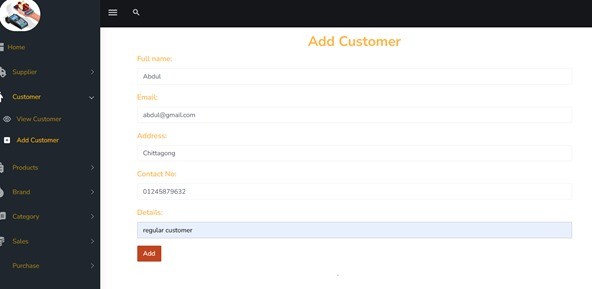 Home
Supplier
Customer
View Customer
Add Customer
Products
Brand
Category
Sales
Purchase
Add Customer
Full name:
Abdul
Email:
abdul@gmail.com
Address:
Chittagong
Contact No:
01245879632
Details:
regular customer
Add